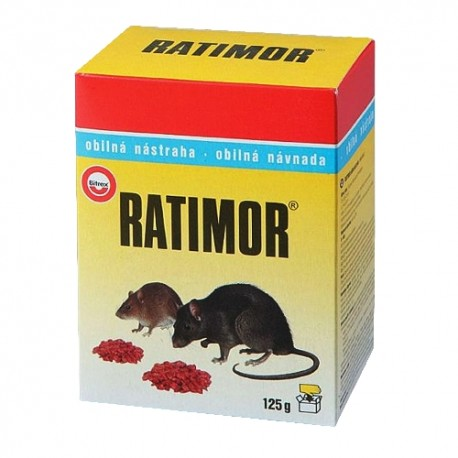 RATIMOR®
obilná nástraha · obilná návnada
Bitrex
RATIMOR®
125 g